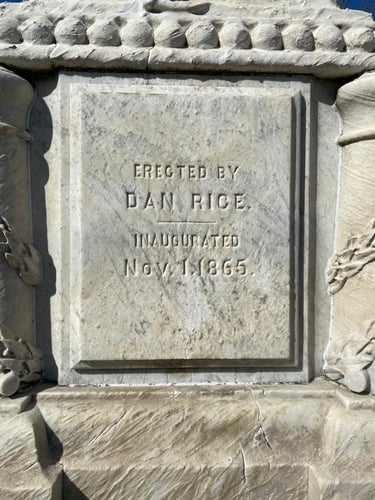 ERECTED BY
DAN RICE.
INAUGURATED
NOV. 1, 1865.